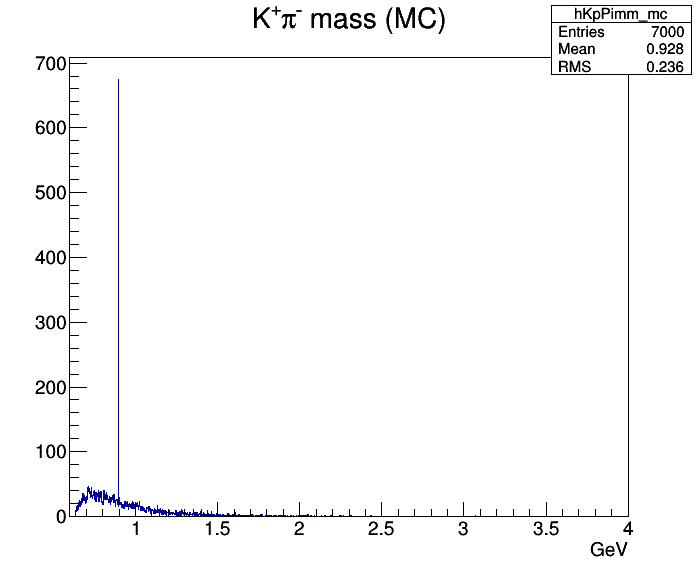 K⁺π⁻ mass (MC)
hKpPimm_mc
Entries 7000
Mean 0.928
RMS 0.236
700
600
500
400
300
200
100
0
1 1.5 2 2.5 3 3.5 4
GeV